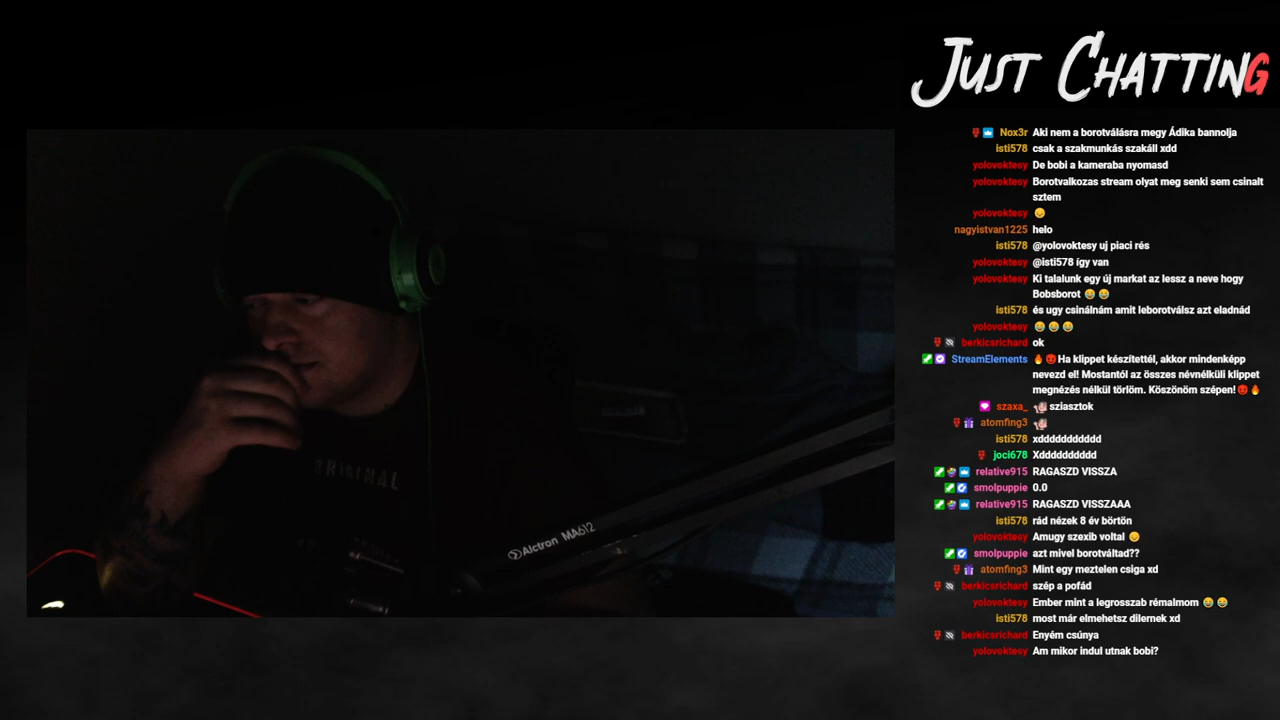 JUST CHATTING
Nox3r Aki nem a borotválásra megy Ádika bannolja
isti578 csak a szakmunkás szakáll xdd
yolovoktesy De bobi a kameraba nyomasd
yolovoktesy Borotvalkozas stream olyat meg senki sem csinalt
sztem
yolovoktesy
nagyistvan1225 helo
isti578 @yolovoktesy uj piaci rés
yolovoktesy @isti578 így van
yolovoktesy Ki talalunk egy új markat az lessz a neve hogy
Bobsborot
isti578 és ugy csinálnám amit leborotválsz azt eladnád
yolovoktesy
berkicsrichard ok
StreamElements Ha klippet készítettél, akkor mindenképp
nevezd el! Mostantól az összes névnélküli klippet
megnézés nélkül törlöm. Köszönöm szépen!
szaxa_ sziasztok
atomfing3
isti578 xddddddddddd
joci678 Xdddddddddd
relative915 RAGASZD VISSZA
smolpuppie 0.0
relative915 RAGASZD VISSZAAA
isti578 rád nézek 8 év börtön
yolovoktesy Amugy szexib voltal
smolpuppie azt mivel borotváltad??
atomfing3 Mint egy meztelen csiga xd
berkicsrichard szép a pofád
yolovoktesy Ember mint a legrosszab rémalmom
isti578 most már elmehetsz dilernek xd
berkicsrichard Enyém csúnya
yolovoktesy Am mikor indul utnak bobi?
Alctron MA612